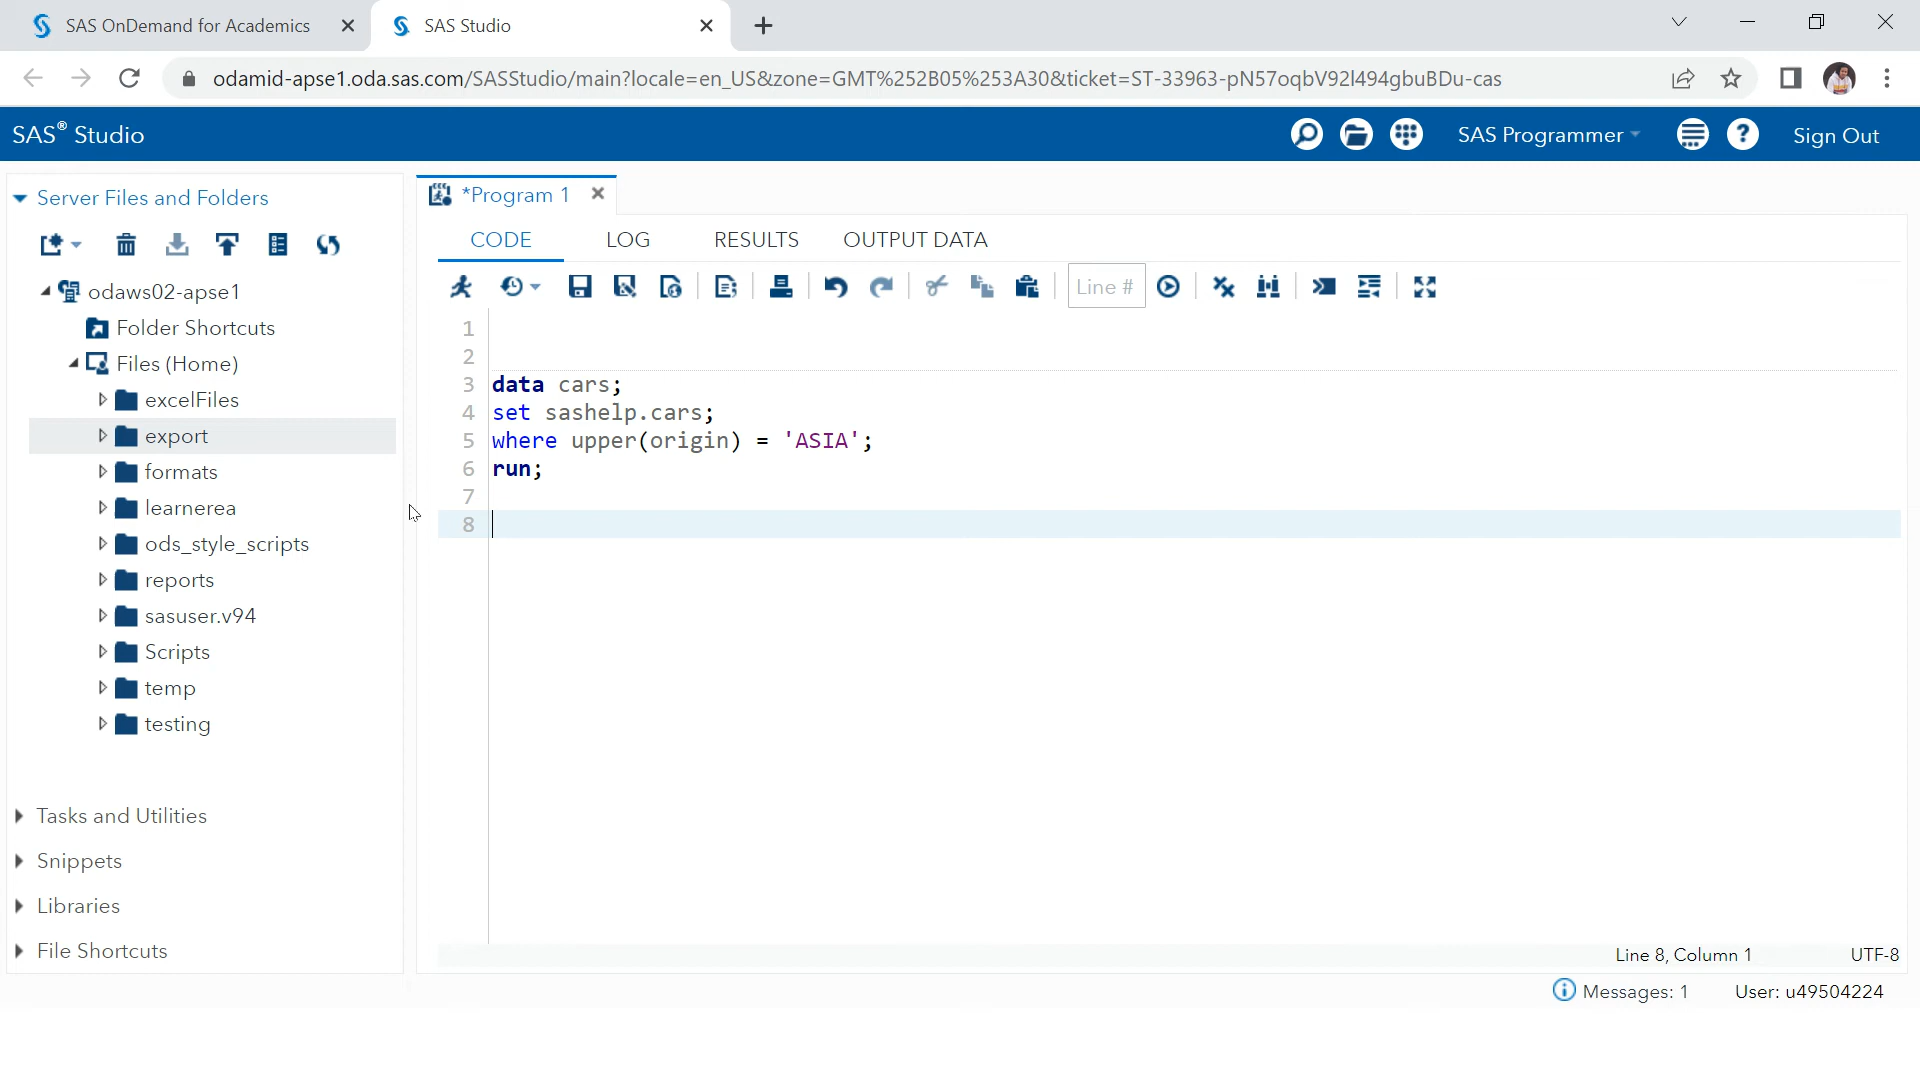 SAS OnDemand for Academics
SAS Studio
odamid-apse1.oda.sas.com/SASStudio/main?locale=en_US&zone=GMT%252B05%253A30&ticket=ST-33963-pN57oqbV92l494gbuBDu-cas
SAS® Studio
SAS Programmer
Sign Out
Server Files and Folders
odaws02-apse1
Folder Shortcuts
Files (Home)
excelFiles
export
formats
learnerea
ods_style_scripts
reports
sasuser.v94
Scripts
temp
testing
Tasks and Utilities
Snippets
Libraries
File Shortcuts
*Program 1
CODE LOG RESULTS OUTPUT DATA
Line #
1
2
3 data cars;
4 set sashelp.cars;
5 where upper(origin) = 'ASIA';
6 run;
7
8
Line 8, Column 1 UTF-8
Messages: 1 User: u49504224